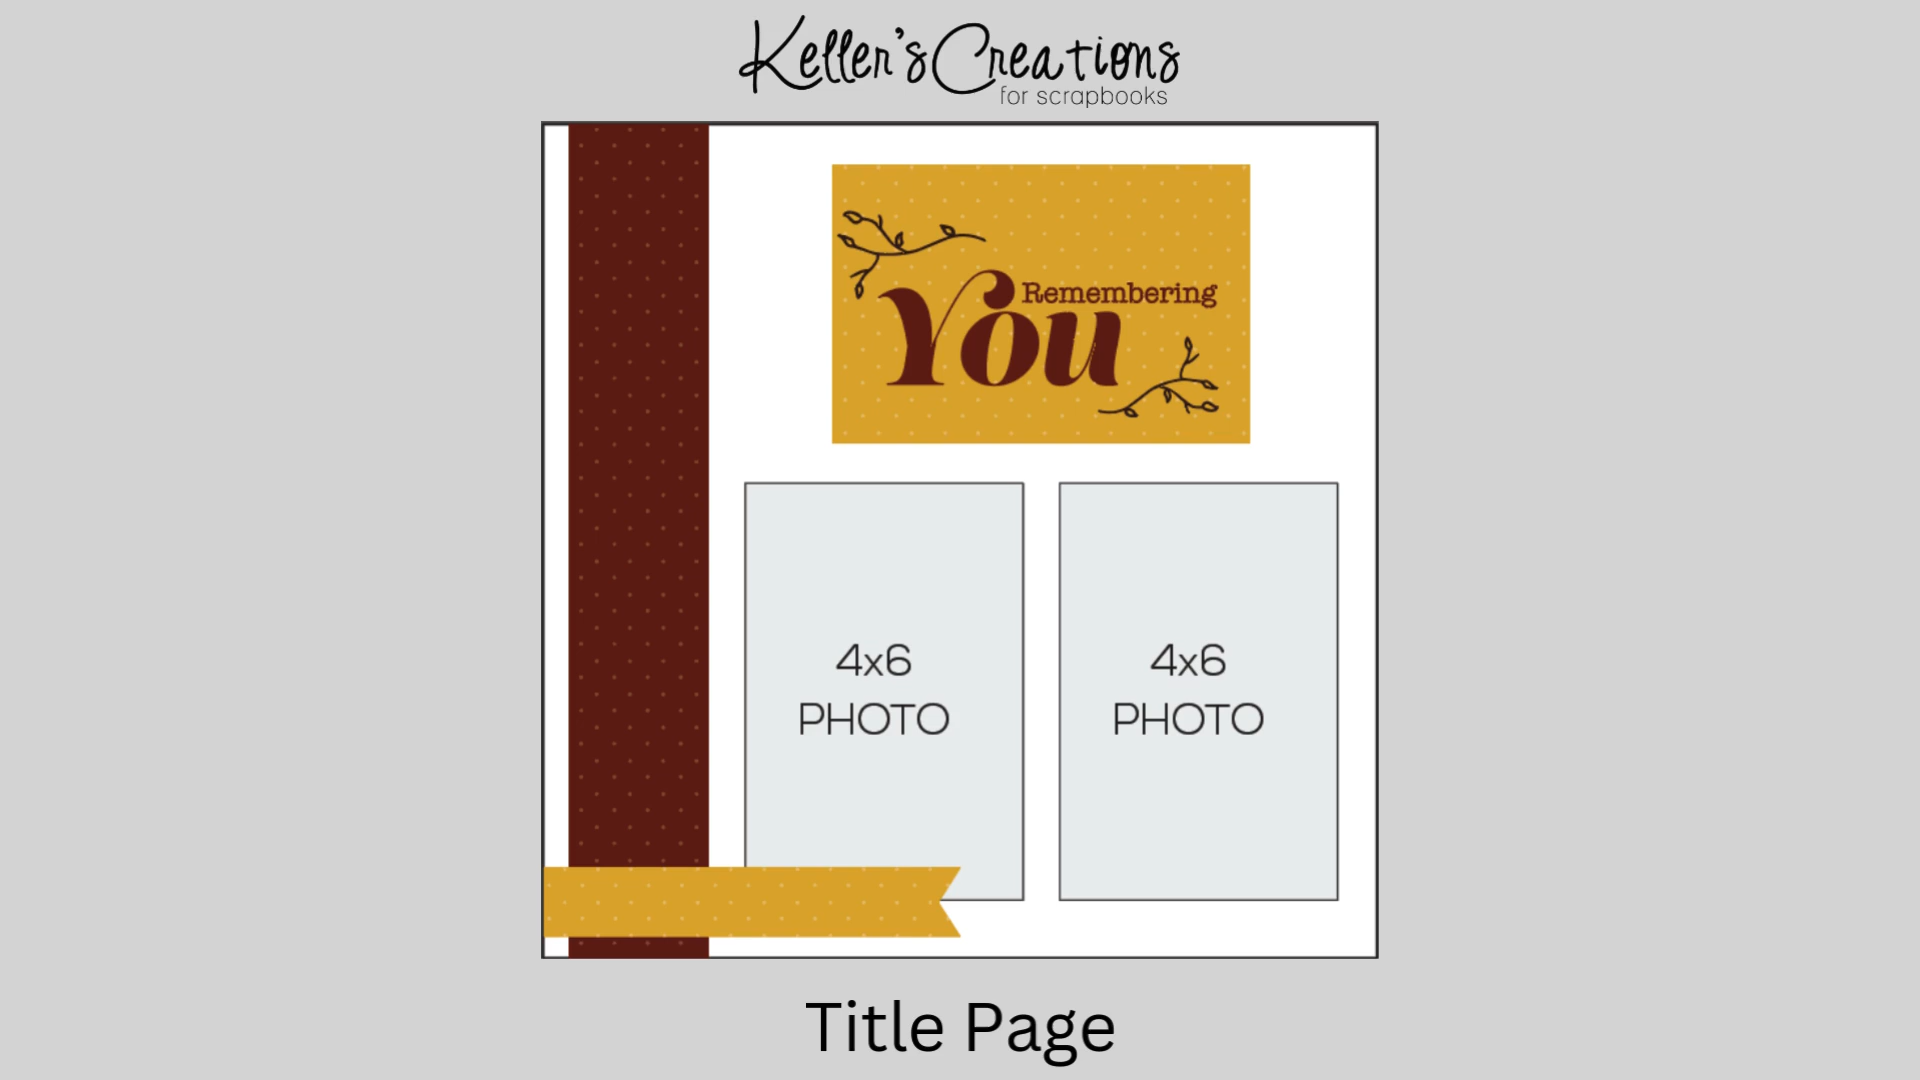 Keller's Creations
for scrapbooks
Remembering
You
4x6
PHOTO
4x6
PHOTO
Title Page